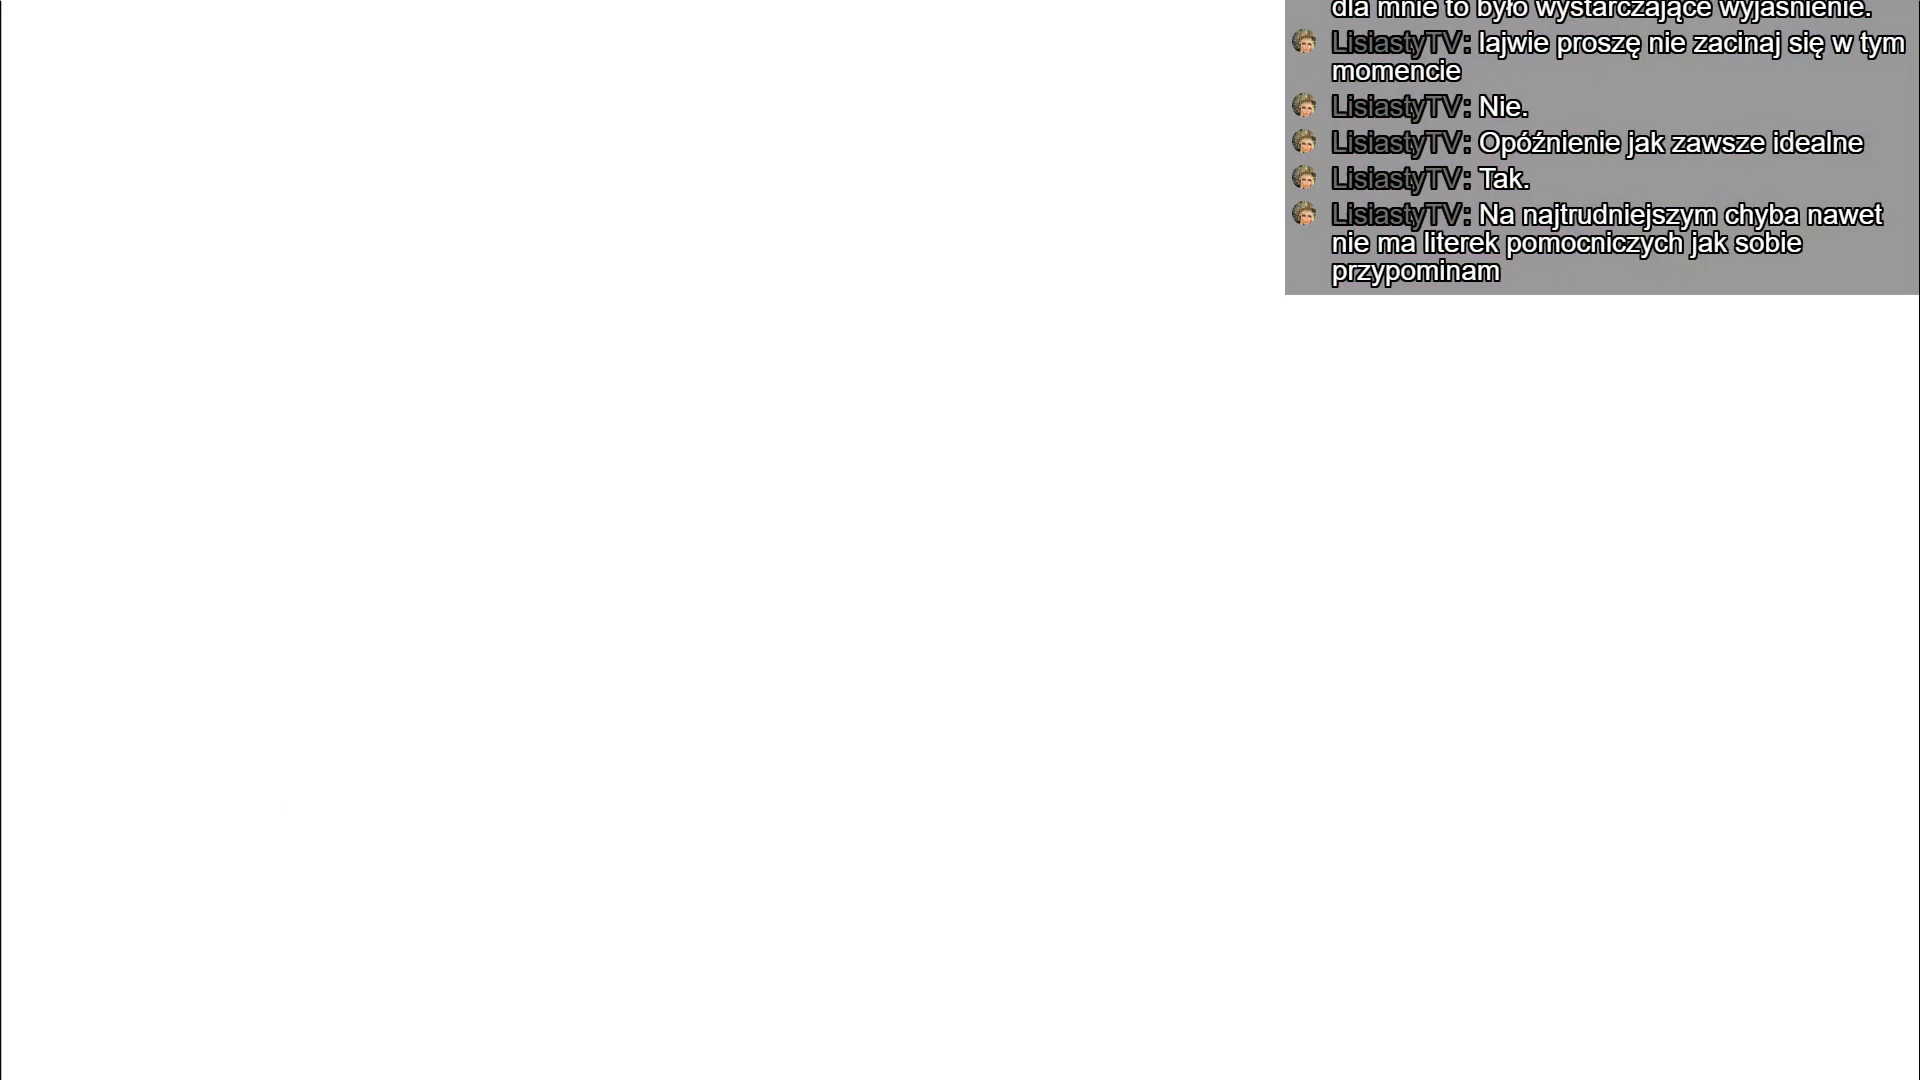 dla mnie to było wystarczające wyjaśnienie.
LisiastyTV: lajwie proszę nie zacinaj się w tym
momencie
LisiastyTV: Nie.
LisiastyTV: Opóźnienie jak zawsze idealne
LisiastyTV: Tak.
LisiastyTV: Na najtrudniejszym chyba nawet
nie ma literek pomocniczych jak sobie
przypominam